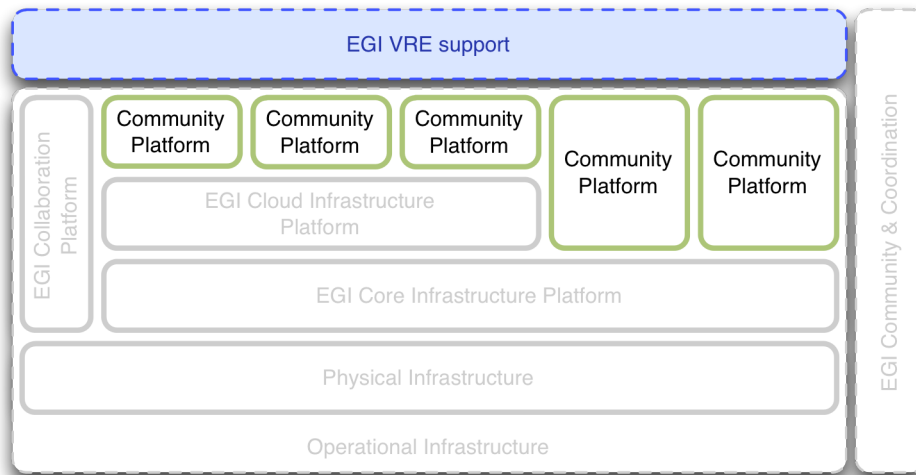 EGI VRE support
EGI Collaboration
Platform
Community
Platform
Community
Platform
Community
Platform
Community
Platform
Community
Platform
EGI Cloud Infrastructure
Platform
EGI Core Infrastructure Platform
Physical Infrastructure
Operational Infrastructure
EGI Community & Coordination